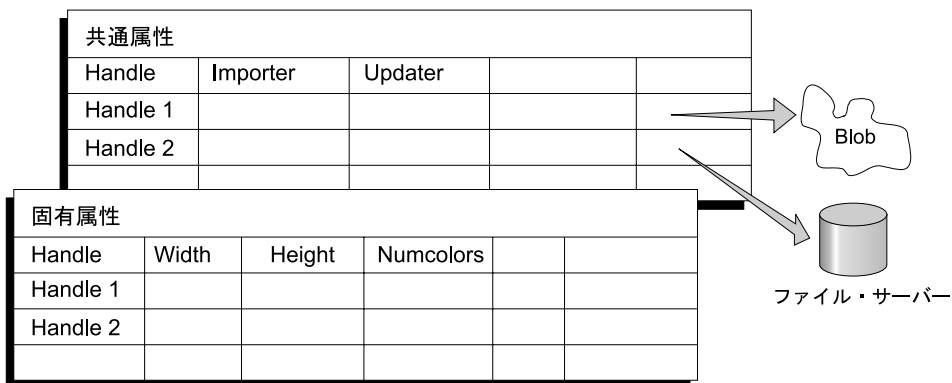 共通属性
Handle Importer Updater
Handle 1
Handle 2
Blob
固有属性
Handle Width Height Numcolors
Handle 1
Handle 2
ファイル・サーバー